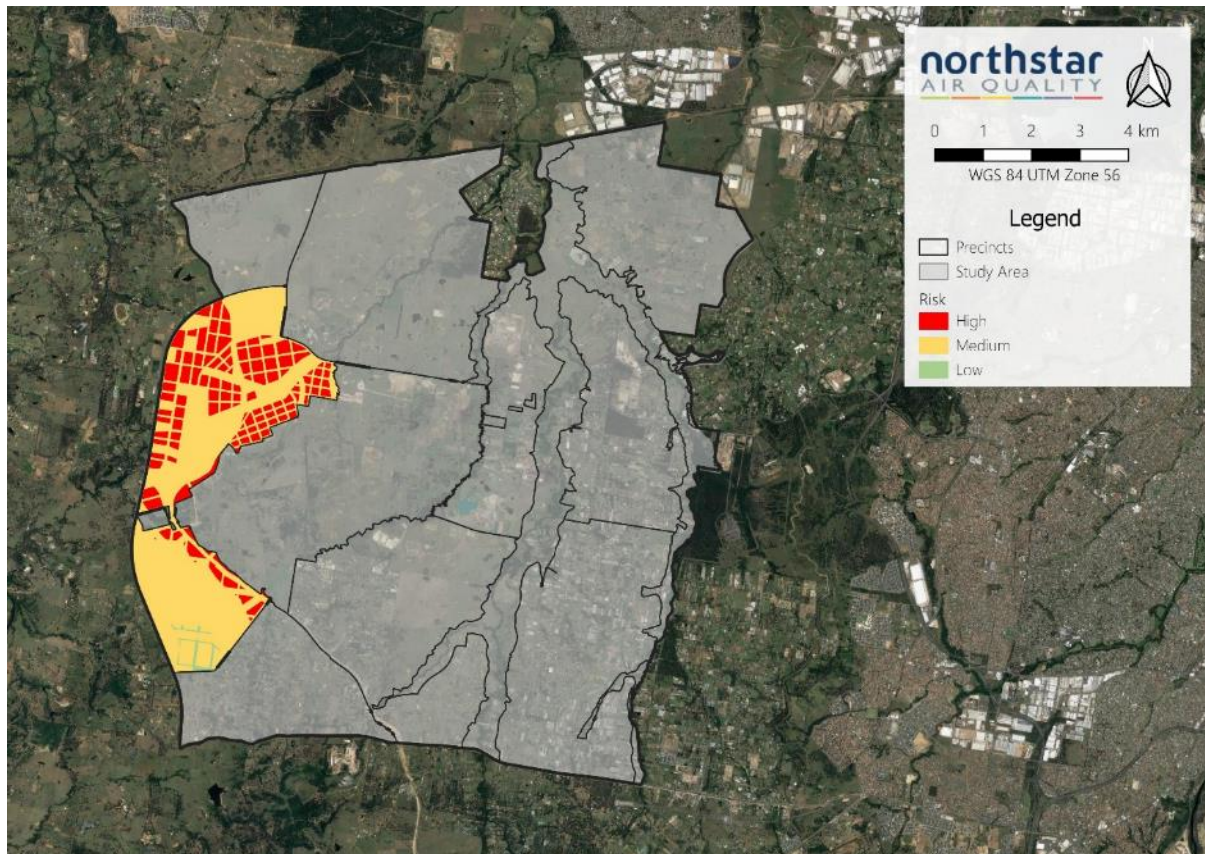 northstar
AIR QUALITY
N
0 1 2 3 4 km
WGS 84 UTM Zone 56
Legend
Precincts
Study Area
Risk
High
Medium
Low